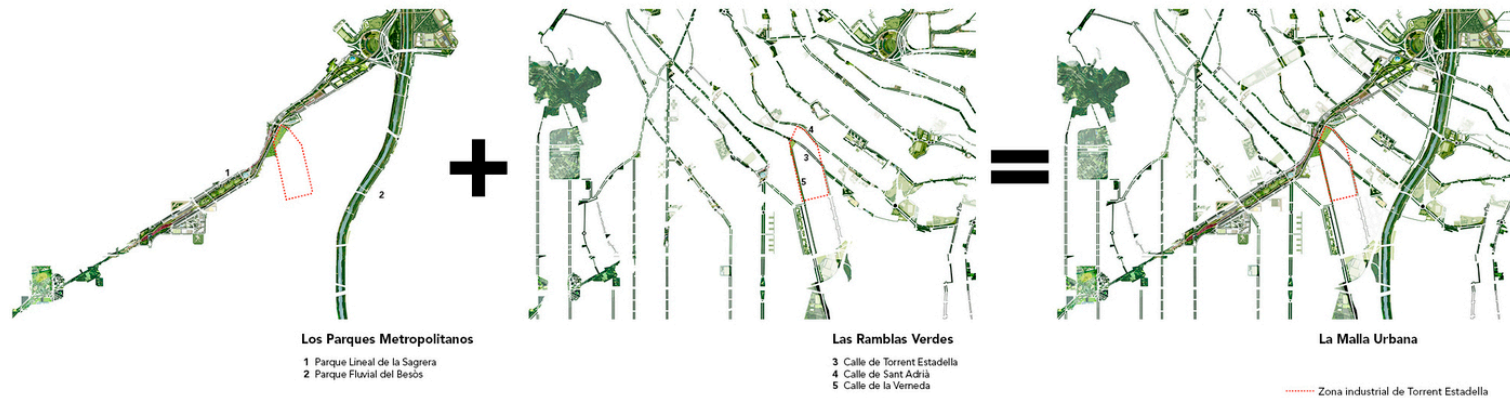 1
2
+
3
4
5
=
Los Parques Metropolitanos
1 Parque Lineal de la Sagrera
2 Parque Fluvial del Besòs
Las Ramblas Verdes
3 Calle de Torrent Estadella
4 Calle de Sant Adrià
5 Calle de la Verneda
La Malla Urbana
Zona industrial de Torrent Estadella